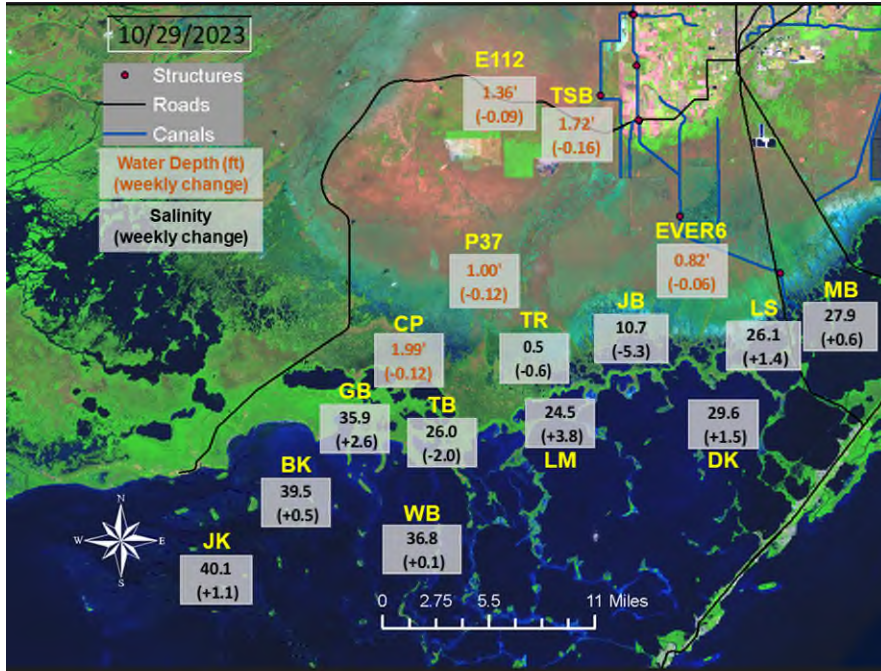 10/29/2023
Structures
Roads
Canals
Water Depth (ft)
(weekly change)
Salinity
(weekly change)
E112
1.36'
(-0.09)
TSB
1.72'
(-0.16)
P37
1.00'
(-0.12)
EVER6
0.82'
(-0.06)
CP
1.99'
(-0.12)
TR
0.5
(-0.6)
JB
10.7
(-5.3)
LS
26.1
(+1.4)
MB
27.9
(+0.6)
GB
35.9
(+2.6)
TB
26.0
(-2.0)
24.5
(+3.8)
LM
29.6
(+1.5)
DK
BK
39.5
(+0.5)
WB
36.8
(+0.1)
JK
40.1
(+1.1)
N
W
E
S
0 2.75 5.5 11 Miles